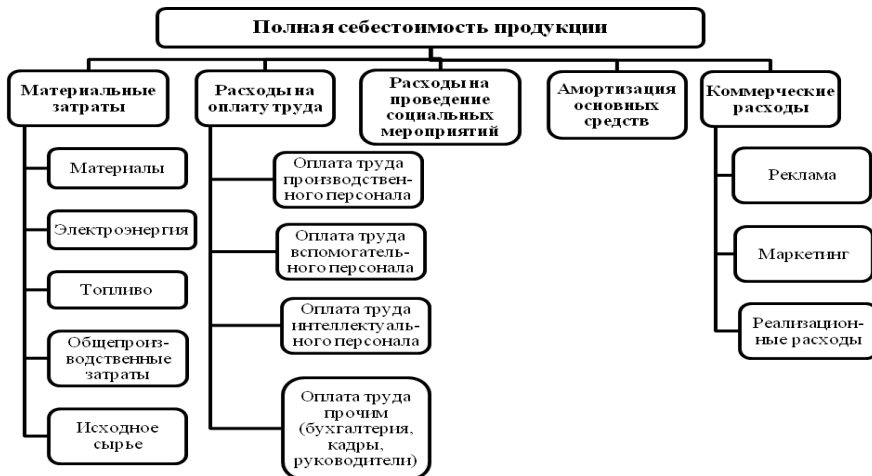 Полная себестоимость продукции
Материальные
затраты
Расходы на
оплату труда
Расходы на
проведение
социальных
мероприятий
Амортизация
основных
средств
Коммерческие
расходы
Материалы
Электроэнергия
Топливо
Общепроиз-
водственные
затраты
Исходное
сырье
Оплата труда
производствен-
ного персонала
Оплата труда
вспомогатель-
ного персонала
Оплата труда
интеллектуаль-
ного персонала
Оплата труда
прочим
(бухгалтерия,
кадры,
руководители)
Реклама
Маркетинг
Реализацион-
ные расходы